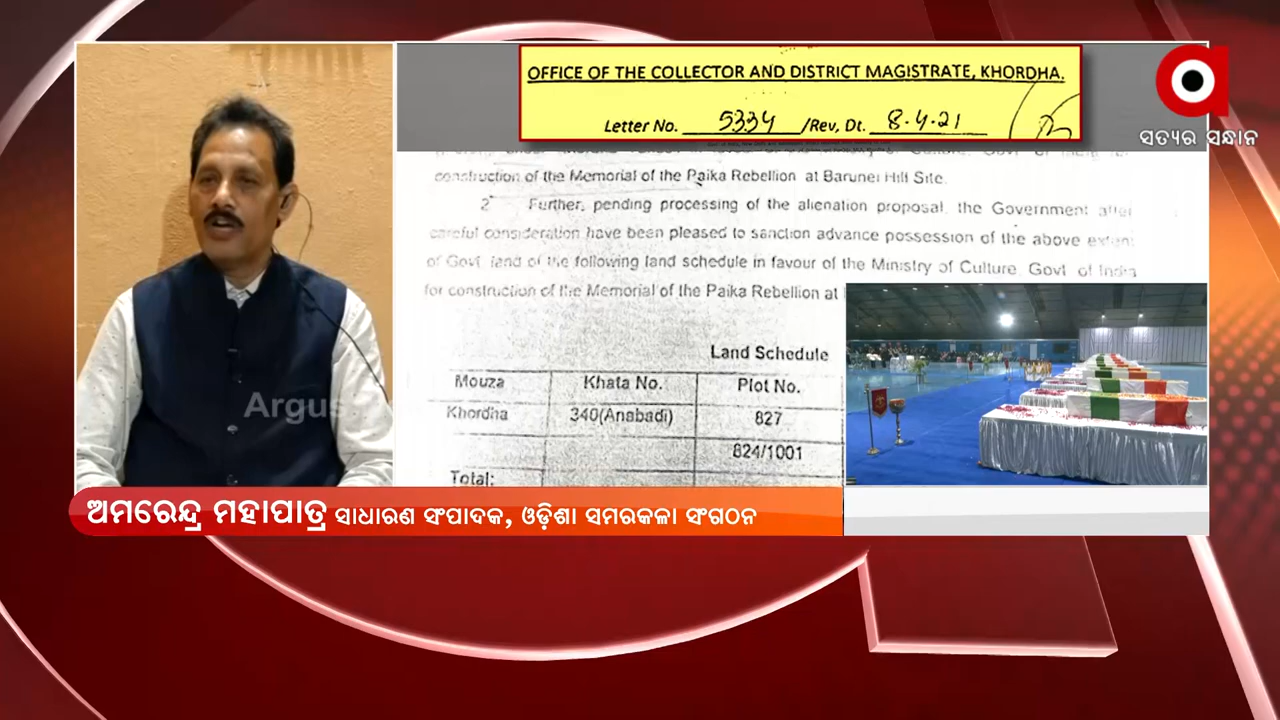 OFFICE OF THE COLLECTOR AND DISTRICT MAGISTRATE, KHORDHA.
Letter No. 5334 /Rev, Dt. 8.4.21
ସତ୍ୟର ସନ୍ଧାନ
construction of the Memorial of the Paika Rebellion at Barunei Hill Site.
2 Further, pending processing of the alienation proposal, the Government after
careful consideration have been pleased to sanction advance possession of the above extent
of Govt. land of the following land schedule in favour of the Ministry of Culture, Govt. of India
for construction of the Memorial of the Paika Rebellion at
Land Schedule
Mouza Khata No. Plot No.
Khordha 340(Anabadi) 827
824/1001
Total:
Argus
ଅମରେନ୍ଦ୍ର ମହାପାତ୍ର ସାଧାରଣ ସଂପାଦକ, ଓଡ଼ିଶା ସମରକଳା ସଂଗଠନ